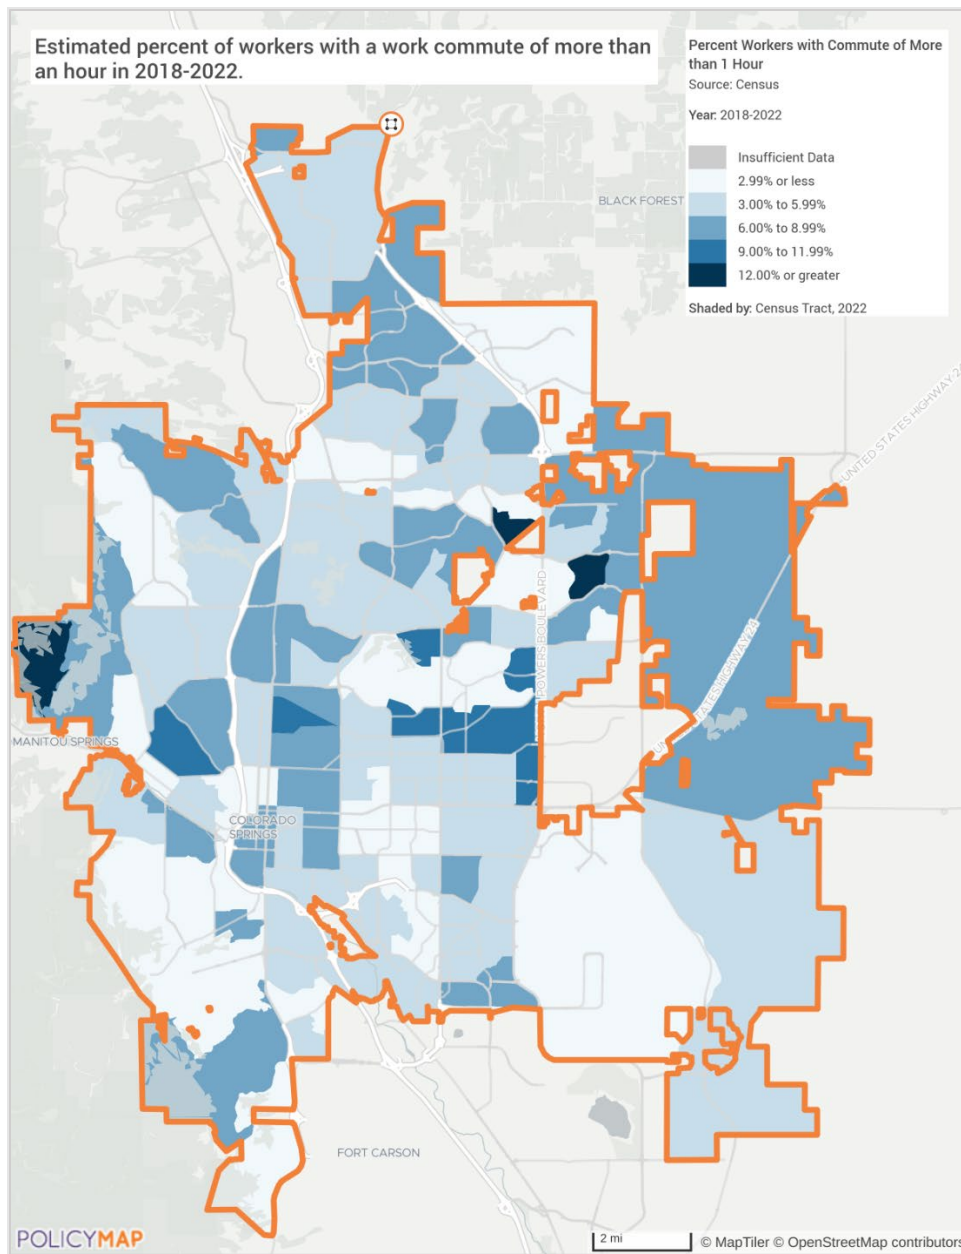 Estimated percent of workers with a work commute of more than
an hour in 2018-2022.
Percent Workers with Commute of More
than 1 Hour
Source: Census
Year: 2018-2022
Insufficient Data
2.99% or less
3.00% to 5.99%
6.00% to 8.99%
9.00% to 11.99%
12.00% or greater
Shaded by: Census Tract, 2022
BLACK FOREST
UNITED STATES HIGHWAY 24
POWERS BOULEVARD
STATES HIGHWAY 24
MANITOU SPRINGS
COLORADO
SPRINGS
FORT CARSON
POLICYMAP
2 mi
© MapTiler © OpenStreetMap contributors